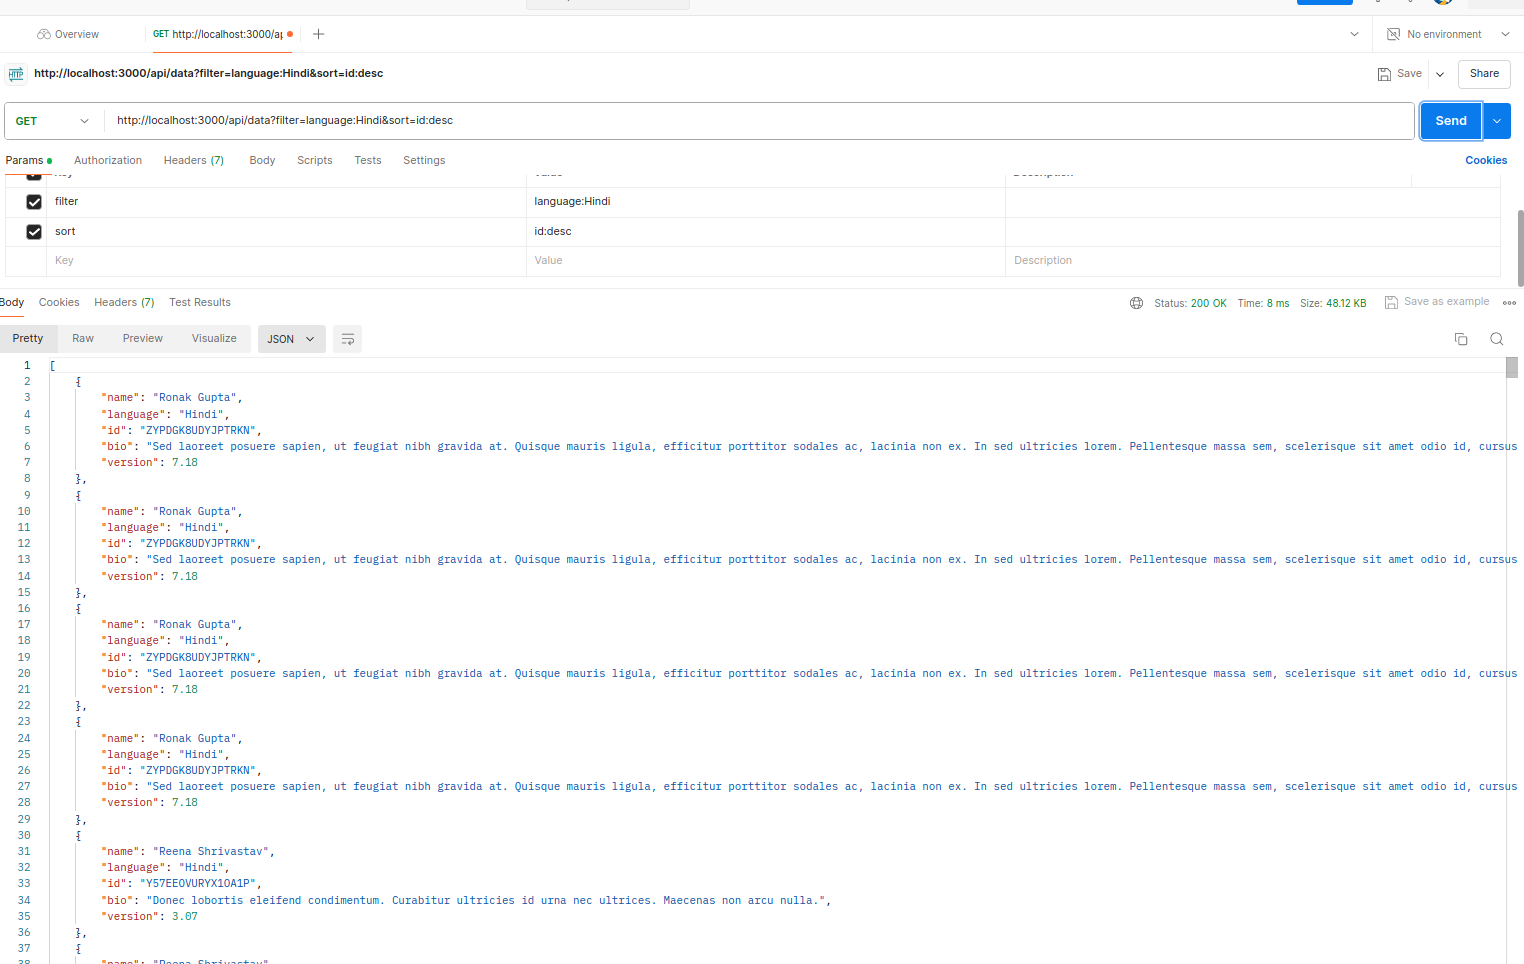 Overview
GET http://localhost:3000/ap
No environment
HTTP http://localhost:3000/api/data?filter=language:Hindi&sort=id:desc
Save
Share
GET http://localhost:3000/api/data?filter=language:Hindi&sort=id:desc
Send
Params Authorization Headers (7) Body Scripts Tests Settings Cookies
filter language:Hindi
sort id:desc
Key Value Description
Body Cookies Headers (7) Test Results Status: 200 OK Time: 8 ms Size: 48.12 KB Save as example
Pretty Raw Preview Visualize JSON
1 [
2 {
3 "name": "Ronak Gupta",
4 "language": "Hindi",
5 "id": "ZYPDGK8UDYJPTRKN",
6 "bio": "Sed laoreet posuere sapien, ut feugiat nibh gravida at. Quisque mauris ligula, efficitur porttitor sodales ac, lacinia non ex. In sed ultricies lorem. Pellentesque massa sem, scelerisque sit amet odio id, cursus
7 "version": 7.18
8 },
9 {
10 "name": "Ronak Gupta",
11 "language": "Hindi",
12 "id": "ZYPDGK8UDYJPTRKN",
13 "bio": "Sed laoreet posuere sapien, ut feugiat nibh gravida at. Quisque mauris ligula, efficitur porttitor sodales ac, lacinia non ex. In sed ultricies lorem. Pellentesque massa sem, scelerisque sit amet odio id, cursus
14 "version": 7.18
15 },
16 {
17 "name": "Ronak Gupta",
18 "language": "Hindi",
19 "id": "ZYPDGK8UDYJPTRKN",
20 "bio": "Sed laoreet posuere sapien, ut feugiat nibh gravida at. Quisque mauris ligula, efficitur porttitor sodales ac, lacinia non ex. In sed ultricies lorem. Pellentesque massa sem, scelerisque sit amet odio id, cursus
21 "version": 7.18
22 },
23 {
24 "name": "Ronak Gupta",
25 "language": "Hindi",
26 "id": "ZYPDGK8UDYJPTRKN",
27 "bio": "Sed laoreet posuere sapien, ut feugiat nibh gravida at. Quisque mauris ligula, efficitur porttitor sodales ac, lacinia non ex. In sed ultricies lorem. Pellentesque massa sem, scelerisque sit amet odio id, cursus
28 "version": 7.18
29 },
30 {
31 "name": "Reena Shrivastav",
32 "language": "Hindi",
33 "id": "Y57EEOVURYX1OA1P",
34 "bio": "Donec lobortis eleifend condimentum. Curabitur ultricies id urna nec ultrices. Maecenas non arcu nulla.",
35 "version": 3.07
36 },
37 {
38 "name": "Reena Shrivastav",